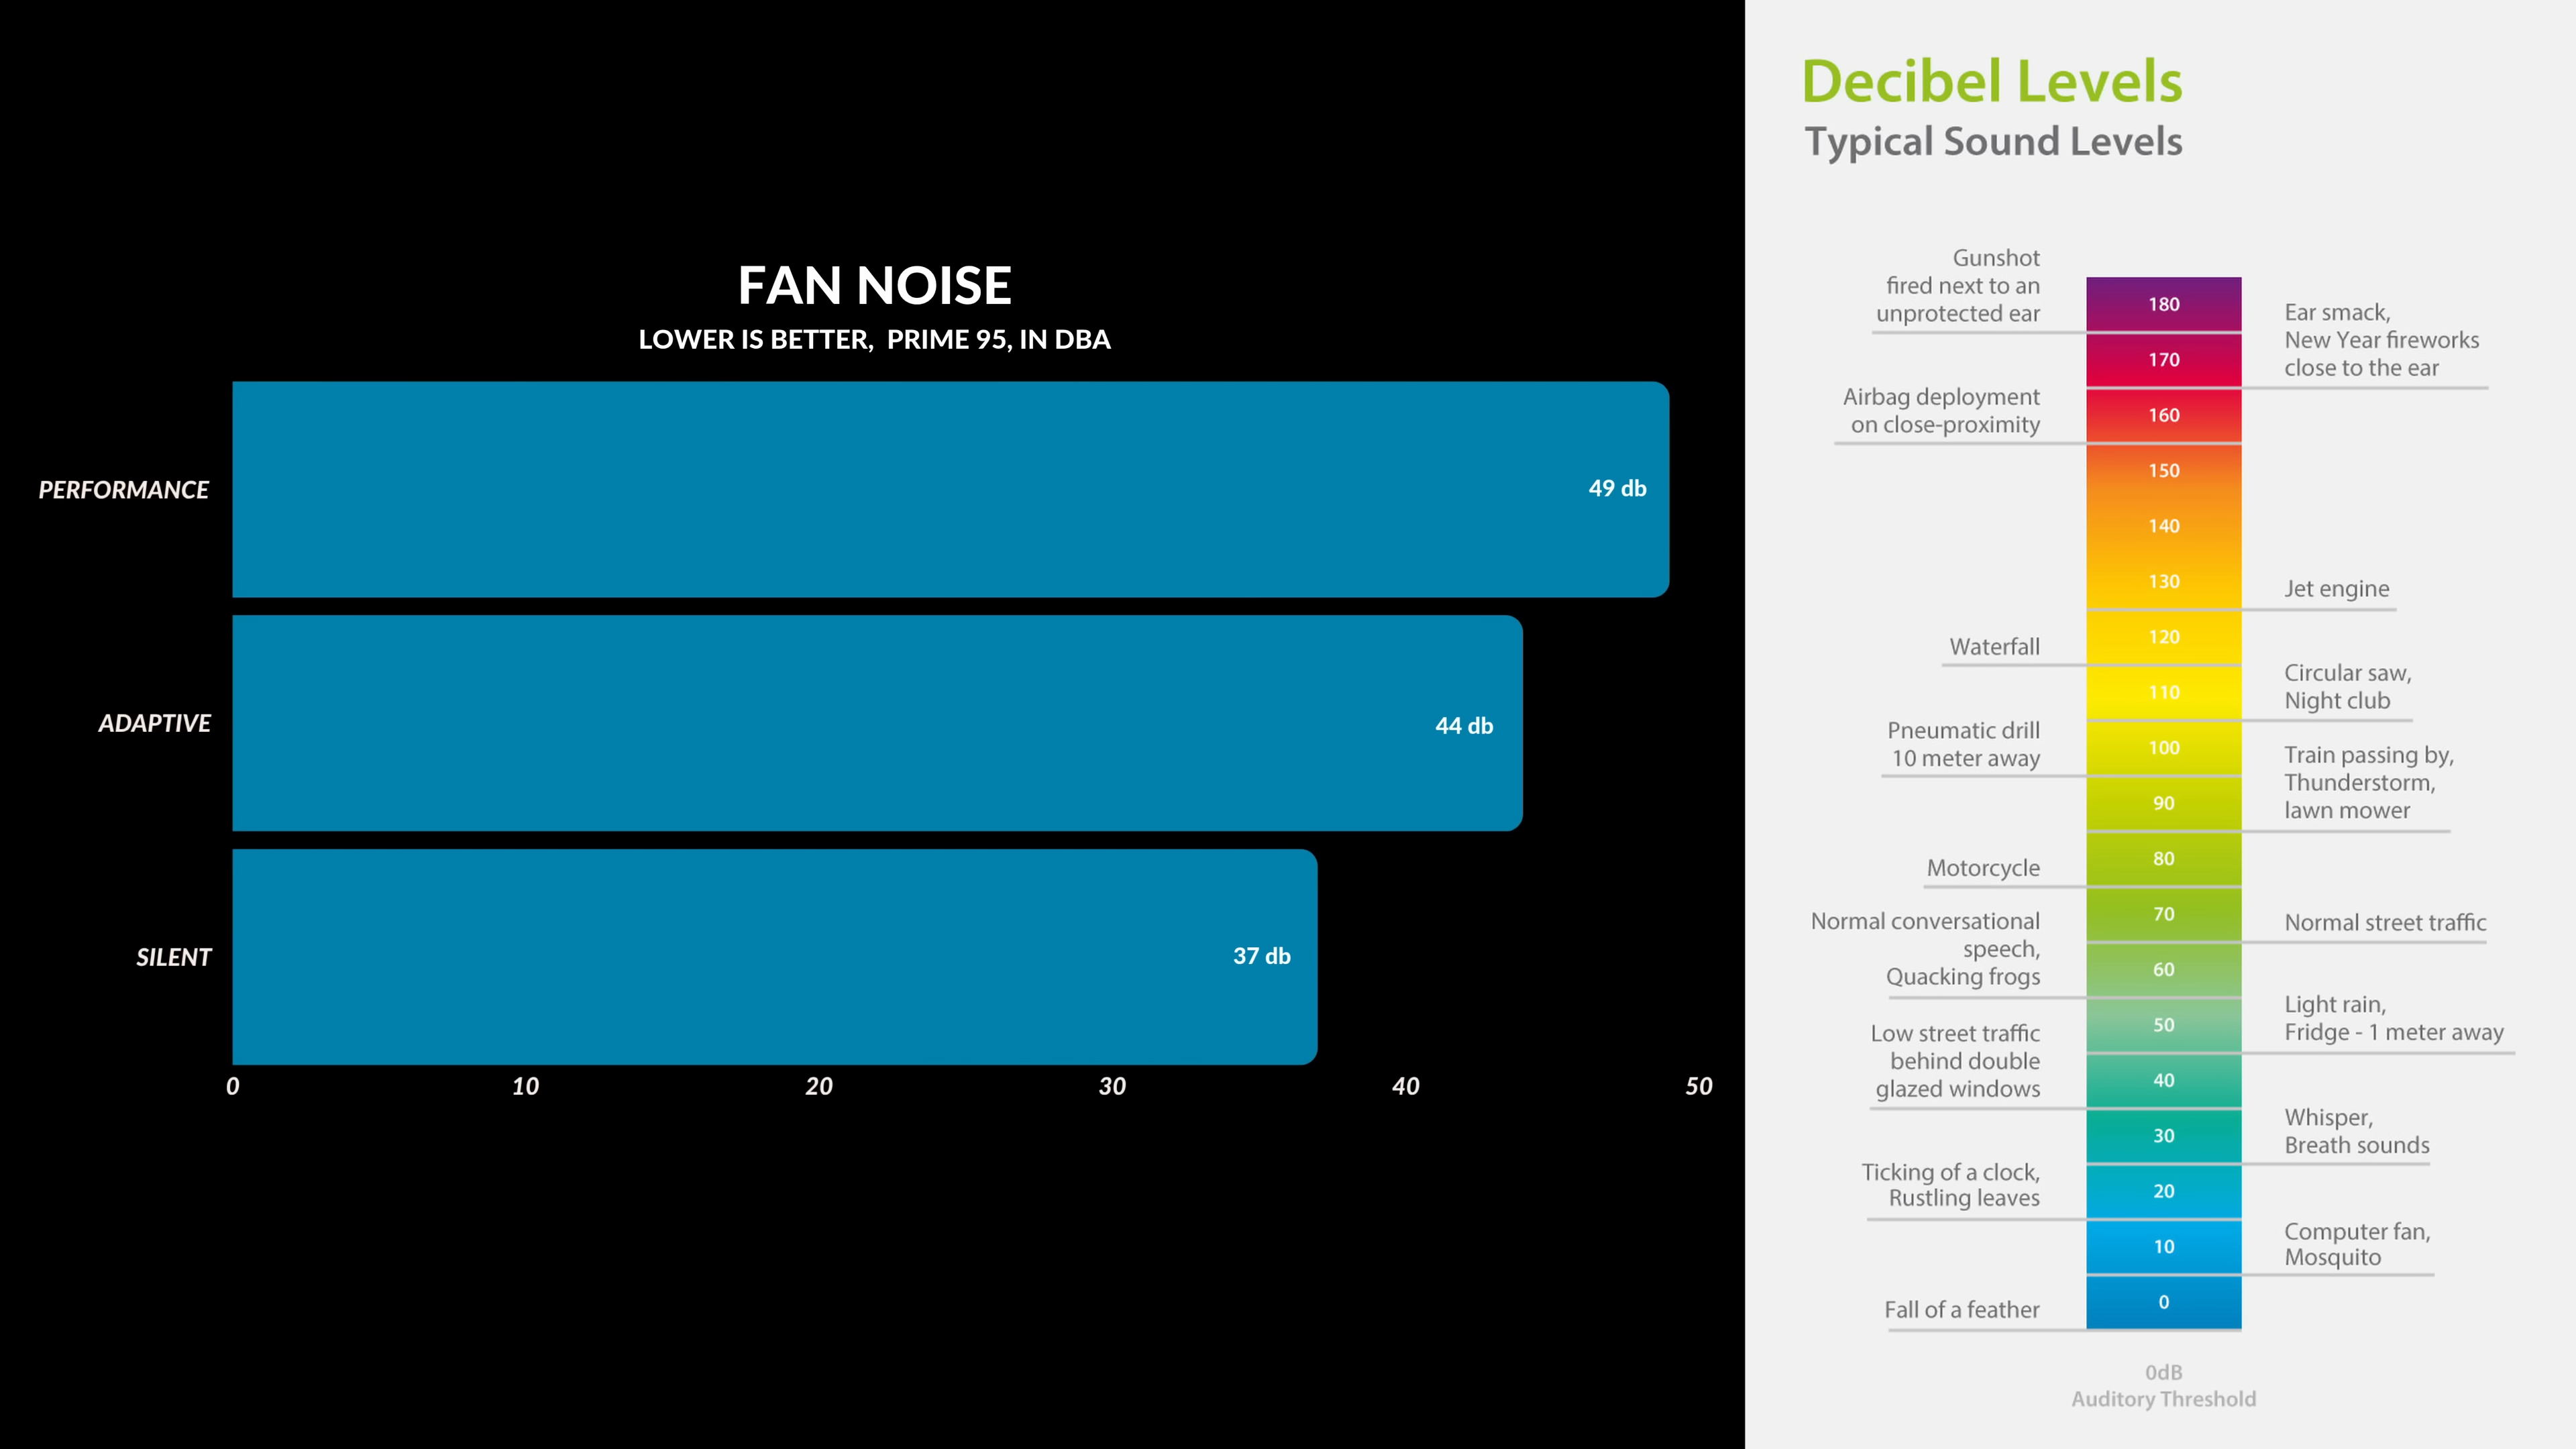 FAN NOISE
LOWER IS BETTER, PRIME 95, IN DBA
PERFORMANCE
49 db
ADAPTIVE
44 db
SILENT
37 db
0 10 20 30 40 50
Decibel Levels
Typical Sound Levels
Gunshot
fired next to an
unprotected ear
180
Ear smack,
New Year fireworks
close to the ear
170
Airbag deployment
on close-proximity
160
150
140
130
Jet engine
Waterfall
120
Circular saw,
Night club
110
Pneumatic drill
10 meter away
100
Train passing by,
Thunderstorm,
lawn mower
90
Motorcycle
80
70
Normal street traffic
Normal conversational
speech,
Quacking frogs
60
Light rain,
Fridge - 1 meter away
50
Low street traffic
behind double
glazed windows
40
Whisper,
Breath sounds
30
Ticking of a clock,
Rustling leaves
20
Computer fan,
Mosquito
10
Fall of a feather
0
0dB
Auditory Threshold